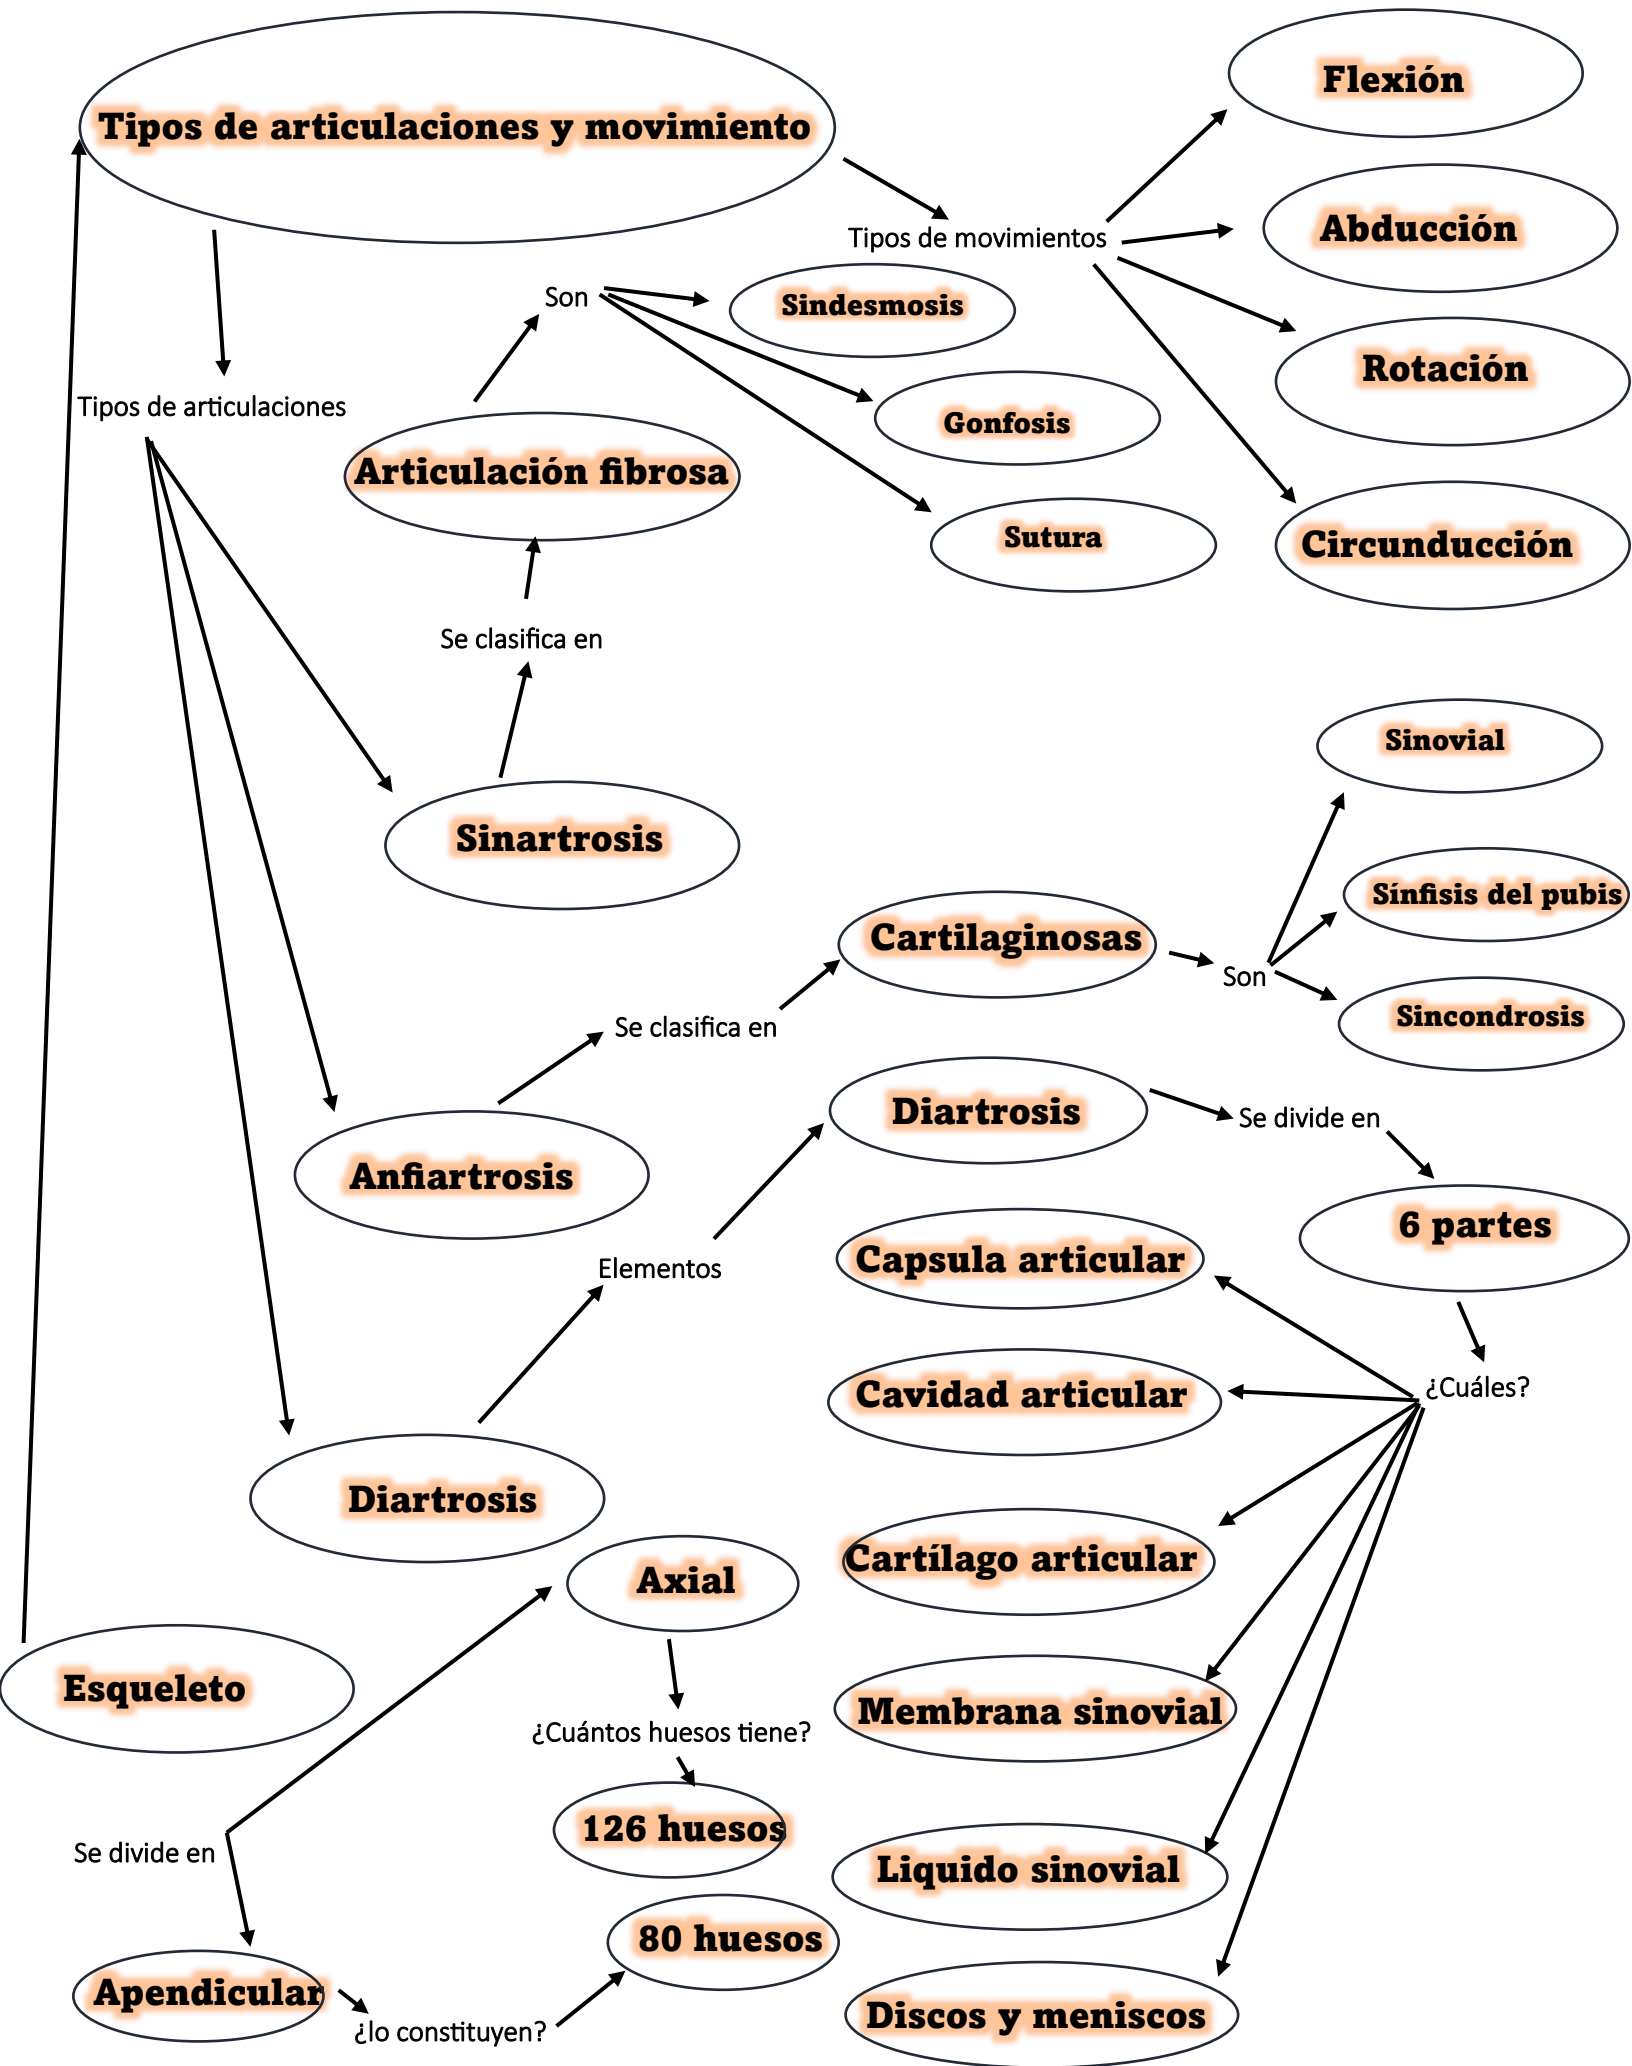 Tipos de articulaciones y movimiento
Flexión
Abducción
Tipos de movimientos
Son
Sindesmosis
Rotación
Tipos de articulaciones
Gonfosis
Articulación fibrosa
Sutura
Circunducción
Se clasifica en
Sinovial
Sinartrosis
Sínfisis del pubis
Cartilaginosas
Son
Sincondrosis
Se clasifica en
Diartrosis
Se divide en
Anfiartrosis
6 partes
Capsula articular
Elementos
¿Cuáles?
Cavidad articular
Diartrosis
Cartílago articular
Axial
Esqueleto
Membrana sinovial
¿Cuántos huesos tiene?
126 huesos
Se divide en
Liquido sinovial
80 huesos
Apendicular
Discos y meniscos
¿lo constituyen?